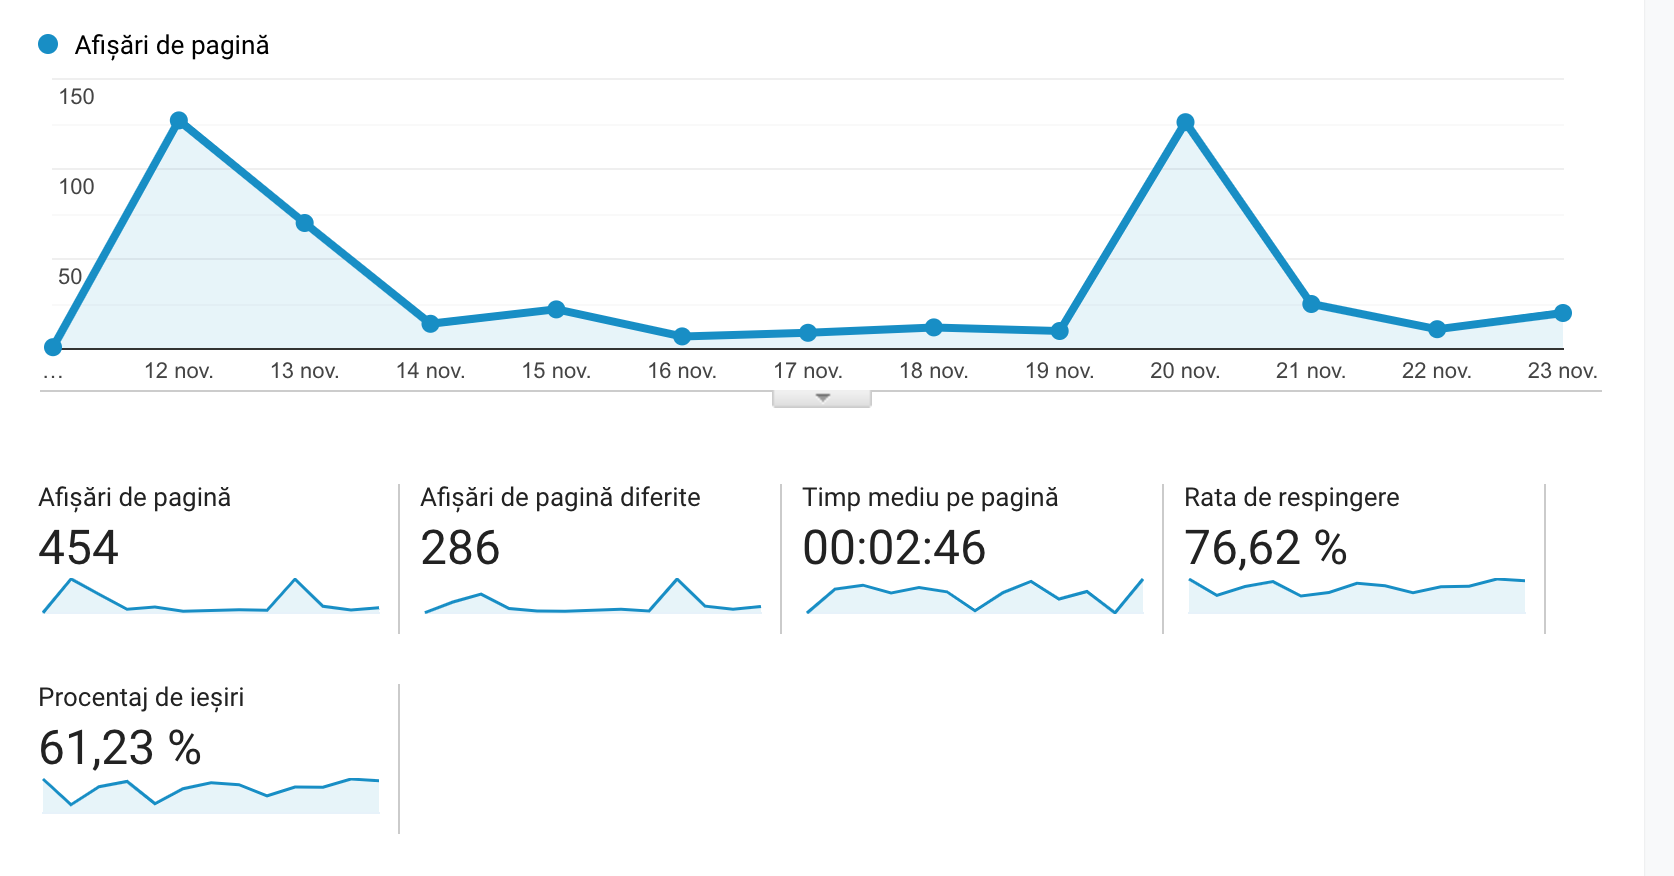 Afișări de pagină
150
100
50
...
12 nov. 13 nov. 14 nov. 15 nov. 16 nov. 17 nov. 18 nov. 19 nov. 20 nov. 21 nov. 22 nov. 23 nov.
Afișări de pagină
454
Afișări de pagină diferite
286
Timp mediu pe pagină
00:02:46
Rata de respingere
76,62 %
Procentaj de ieșiri
61,23 %